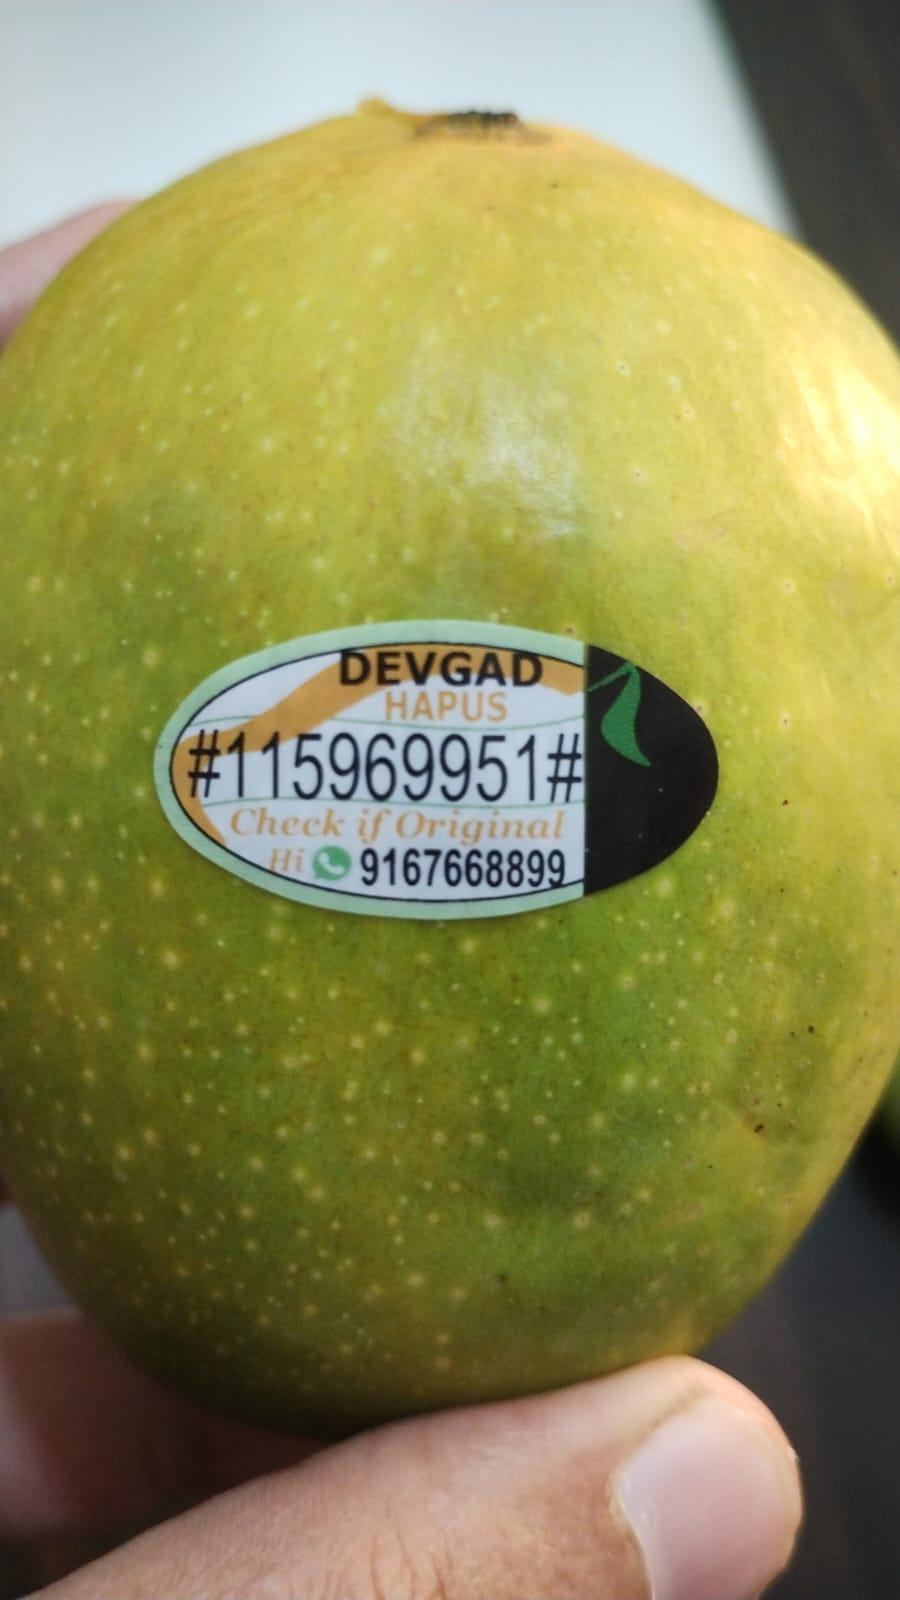 DEVGAD
HAPUS
#115969951#
Check if Original
Hi 9167668899